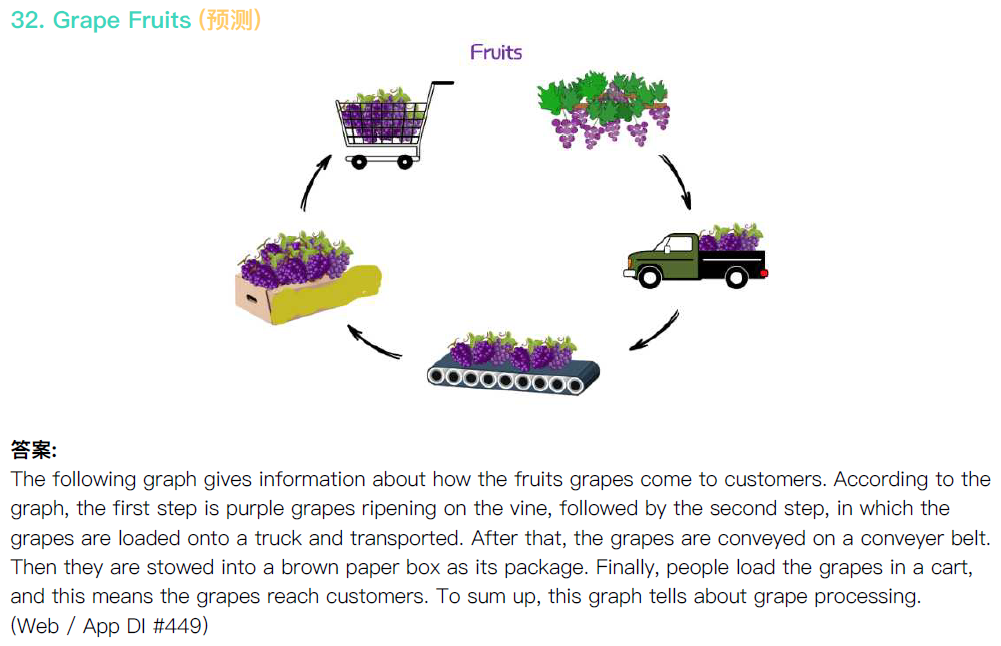 32. Grape Fruits (预测)
Fruits
答案:
The following graph gives information about how the fruits grapes come to customers. According to the
graph, the first step is purple grapes ripening on the vine, followed by the second step, in which the
grapes are loaded onto a truck and transported. After that, the grapes are conveyed on a conveyer belt.
Then they are stowed into a brown paper box as its package. Finally, people load the grapes in a cart,
and this means the grapes reach customers. To sum up, this graph tells about grape processing.
(Web / App DI #449)